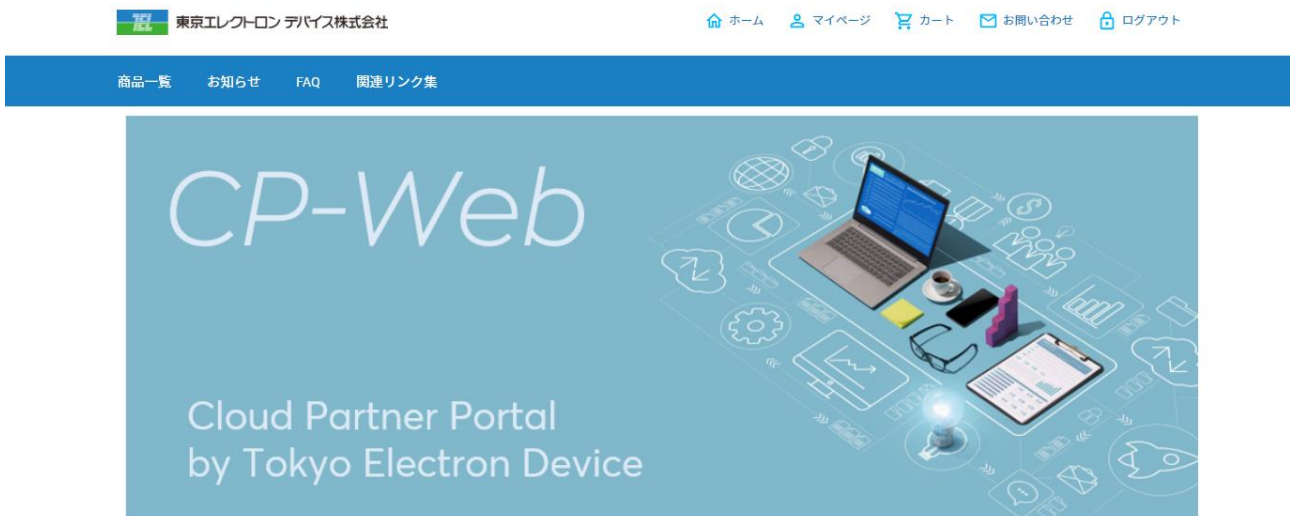 TEL 東京エレクトロン デバイス株式会社
ホーム マイページ カート お問い合わせ ログアウト
商品一覧 お知らせ FAQ 関連リンク集
CP-Web
Cloud Partner Portal
by Tokyo Electron Device